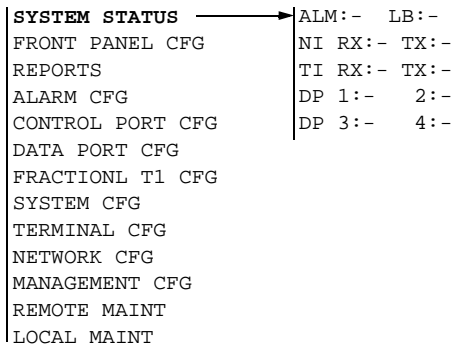 SYSTEM STATUS
FRONT PANEL CFG
REPORTS
ALARM CFG
CONTROL PORT CFG
DATA PORT CFG
FRACTIONL T1 CFG
SYSTEM CFG
TERMINAL CFG
NETWORK CFG
MANAGEMENT CFG
REMOTE MAINT
LOCAL MAINT
ALM:- LB:-
NI RX:- TX:-
TI RX:- TX:-
DP 1:- 2:-
DP 3:- 4:-